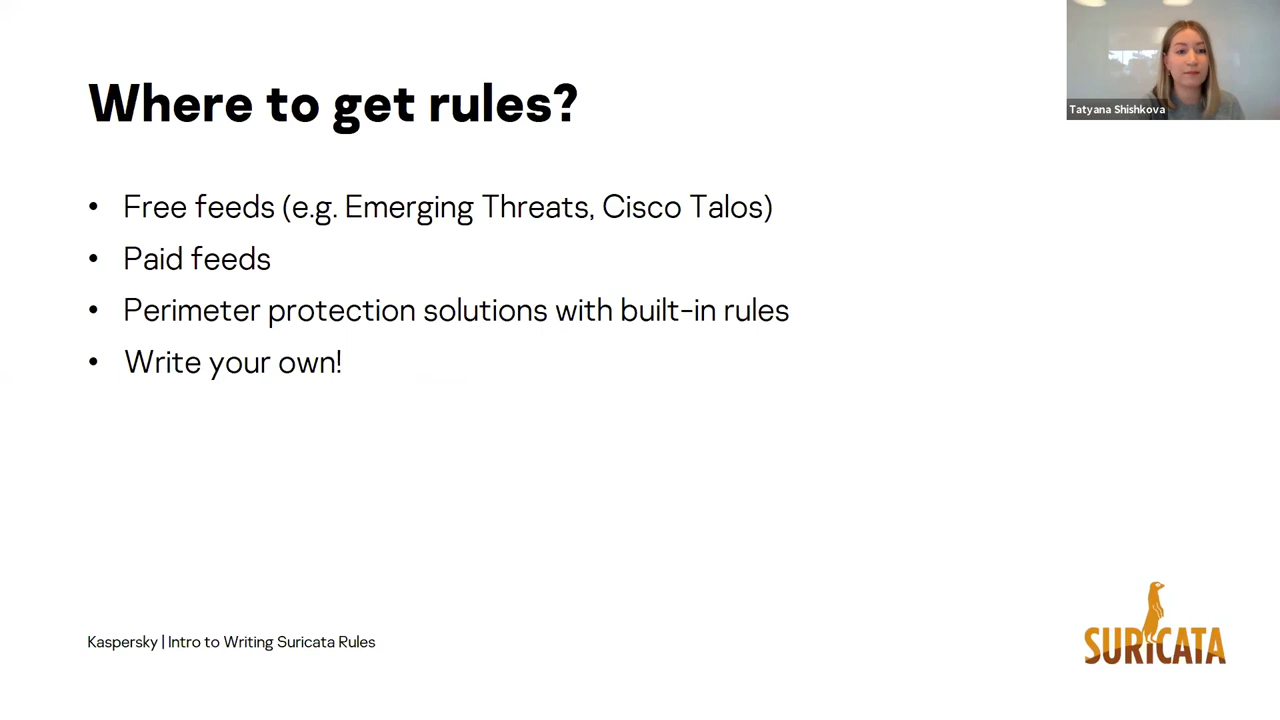 Where to get rules?
Tatyana Shishkova
• Free feeds (e.g. Emerging Threats, Cisco Talos)
• Paid feeds
• Perimeter protection solutions with built-in rules
• Write your own!
Kaspersky | Intro to Writing Suricata Rules
SURICATA